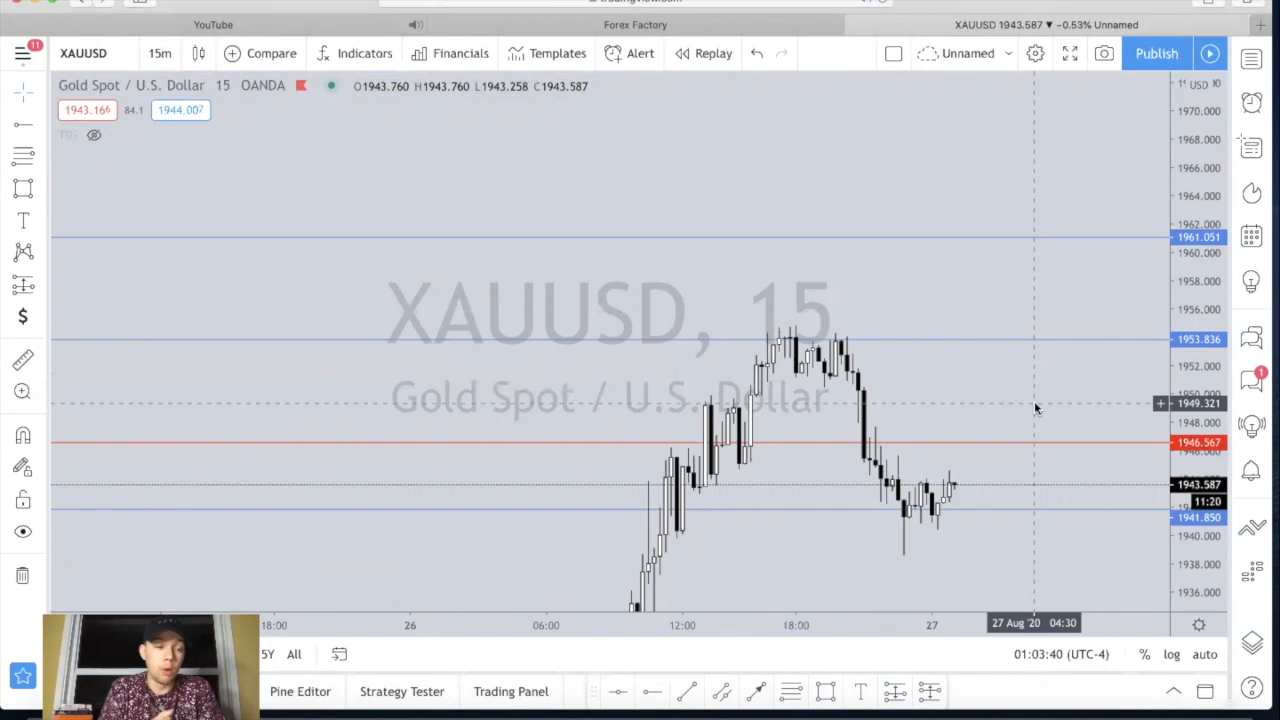 YouTube
Forex Factory
XAUUSD 1943.587 ▼ −0.53% Unnamed
11
XAUUSD
15m
Compare
Indicators
Financials
Templates
Alert
Replay
Unnamed
Publish
Gold Spot / U.S. Dollar 15 OANDA
O1943.760 H1943.760 L1943.258 C1943.587
1943.166
84.1
1944.007
TDS
USD
1970.000
1968.000
1966.000
1964.000
1962.000
1961.051
1960.000
1958.000
1956.000
1953.836
1952.000
1949.321
1948.000
1946.567
1943.587
11:20
1941.850
1940.000
1938.000
1936.000
XAUUSD, 15
Gold Spot / U.S. Dollar
1
18:00
26
06:00
12:00
18:00
27
27 Aug '20 04:30
5Y
All
01:03:40 (UTC-4)
%
log
auto
Pine Editor
Strategy Tester
Trading Panel